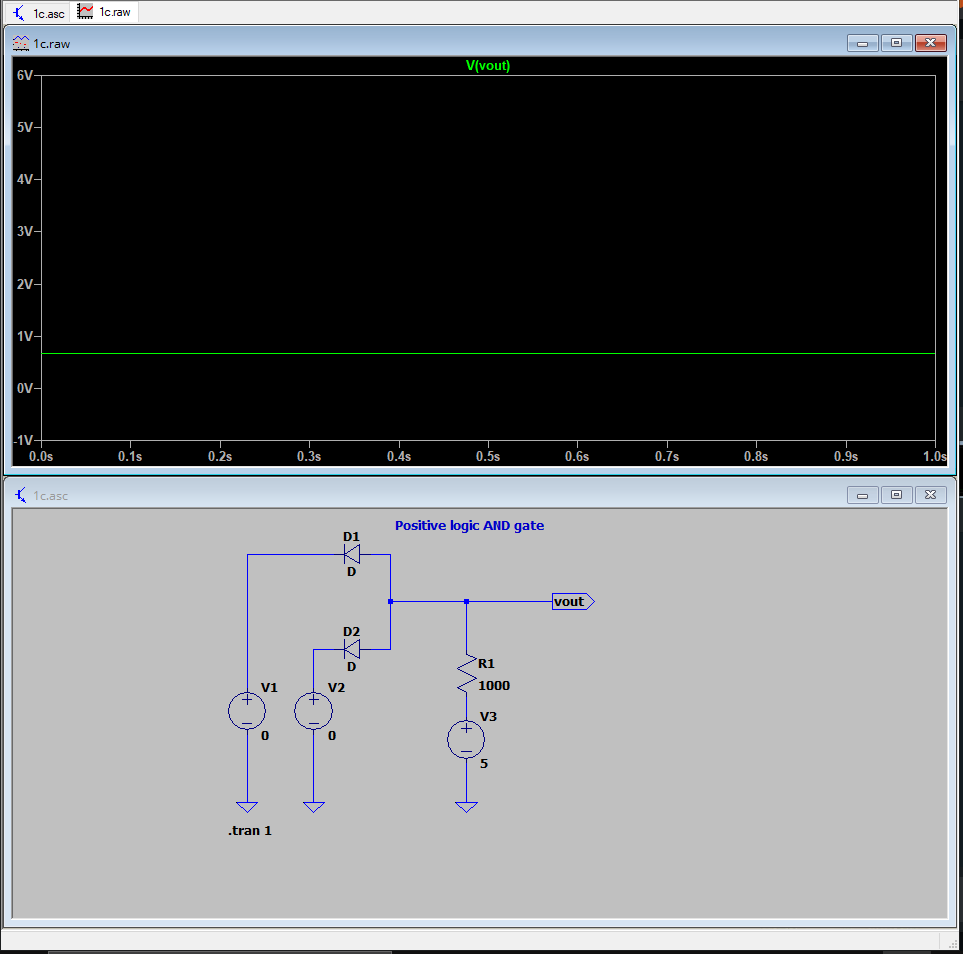 1c.asc 1c.raw
1c.raw
V(vout)
6V
5V
4V
3V
2V
1V
0V
-1V
0.0s 0.1s 0.2s 0.3s 0.4s 0.5s 0.6s 0.7s 0.8s 0.9s 1.0s
1c.asc
Positive logic AND gate
D1
D
vout
D2
D
R1
1000
V1 V2
V3
0 0
5
.tran 1